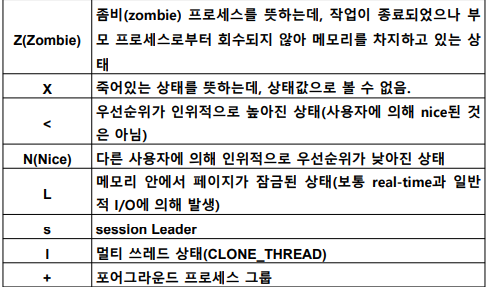 좀비(zombie) 프로세스를 뜻하는데, 작업이 종료되었으나 부
Z(Zombie) 모 프로세스로부터 회수되지 않아 메모리를 차지하고 있는 상
태
X 죽어있는 상태를 뜻하는데, 상태값으로 볼 수 없음.
< 우선순위가 인위적으로 높아진 상태(사용자에 의해 nice된 것
은 아님)
N(Nice) 다른 사용자에 의해 인위적으로 우선순위가 낮아진 상태
L 메모리 안에서 페이지가 잠금된 상태(보통 real-time과 일반
적 I/O에 의해 발생)
s session Leader
l 멀티 쓰레드 상태(CLONE_THREAD)
+ 포어그라운드 프로세스 그룹